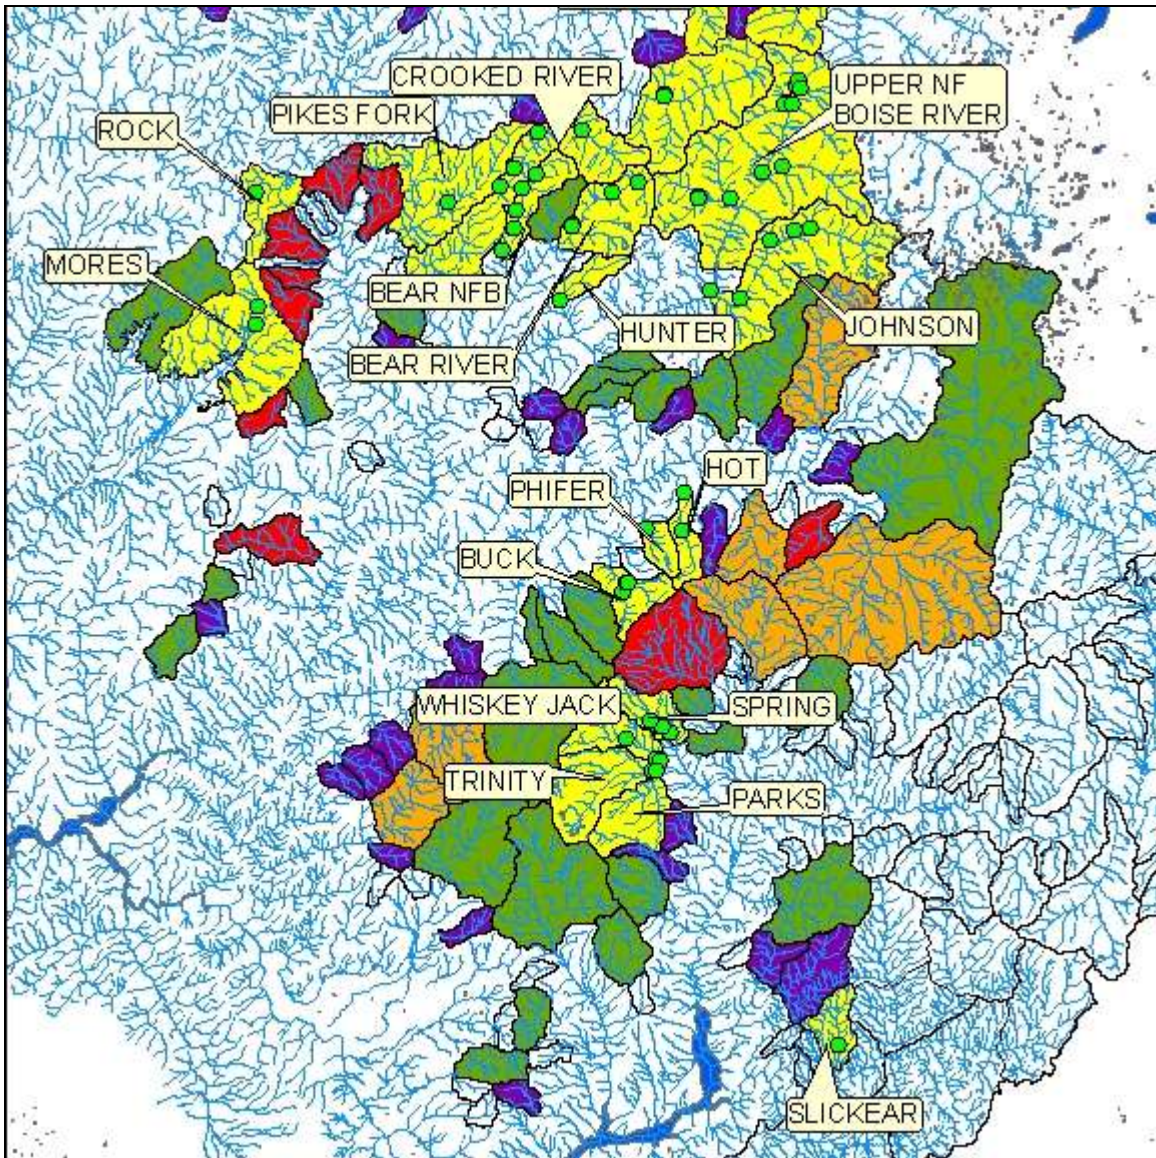 CROOKED RIVER
UPPER NF
BOISE RIVER
PIKES FORK
ROCK
MORES
BEAR NFB
HUNTER
JOHNSON
BEAR RIVER
HOT
PHIFER
BUCK
WHISKEY JACK
SPRING
TRINITY
PARKS
SLICKEAR